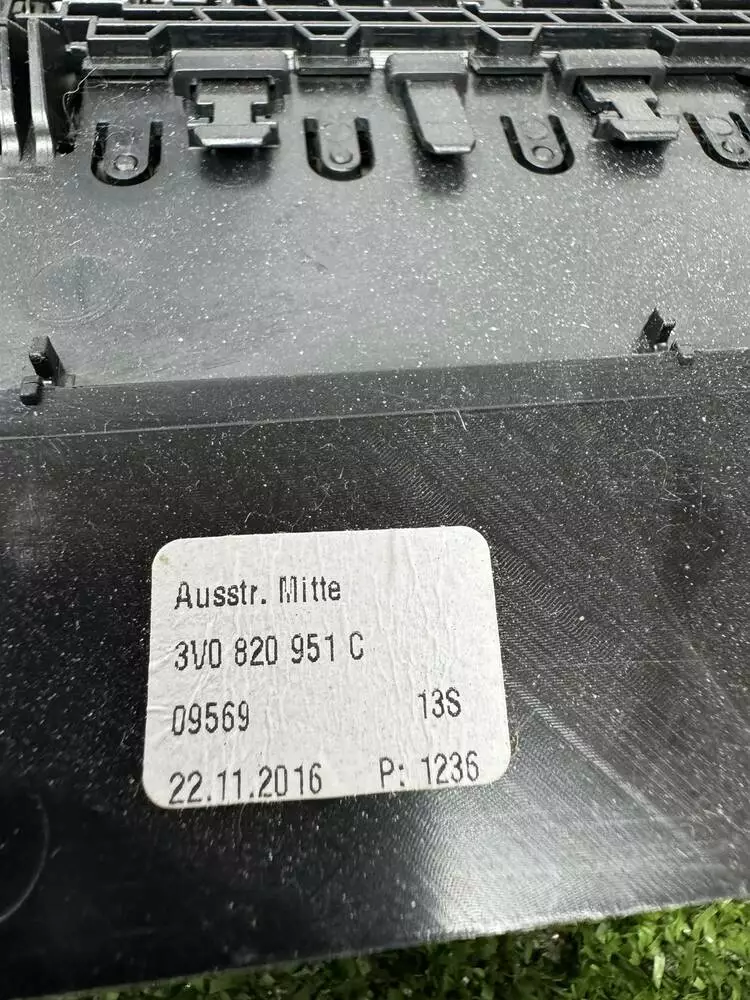 Ausstr. Mitte
3V0 820 951 C
09569 13S
22.11.2016 P: 1236